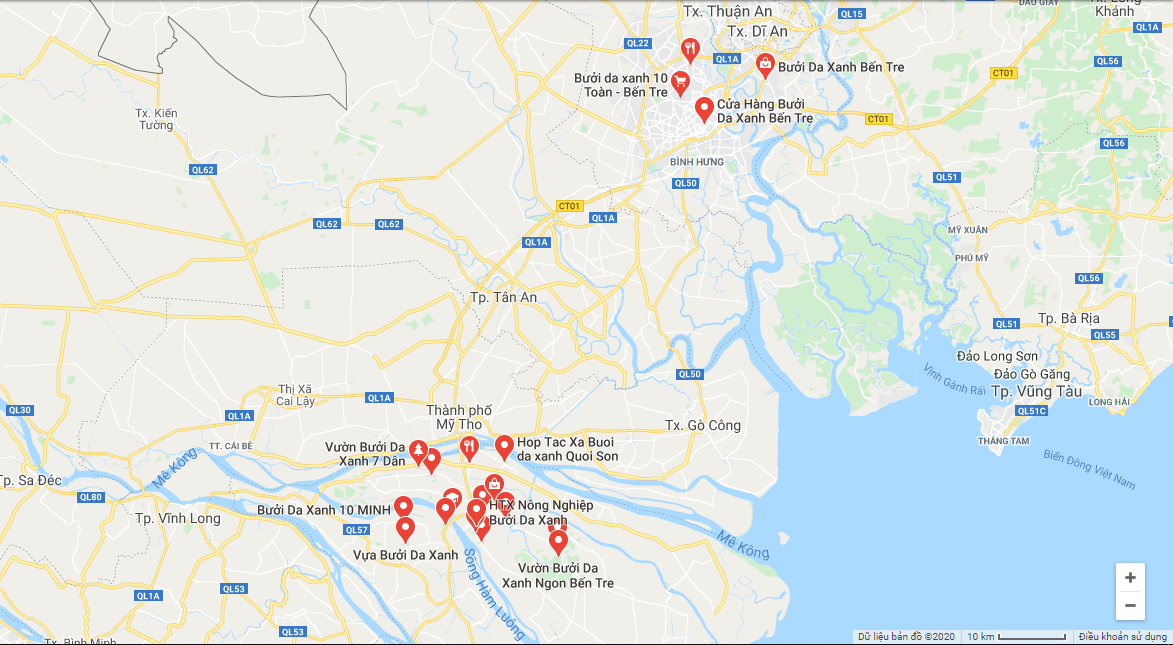 Tx. Thuận An
QL15
Khánh
QL1A
QL22
Tx. Dĩ An
QL1A
QL56
CT01
Bưởi Da Xanh Bến Tre
Bưởi da xanh 10
Toàn - Bến Tre
Cửa Hàng Bưởi
Da Xanh Bến Tre
CT01
Tx. Kiến
Tường
QL56
BÌNH HƯNG
QL62
QL50
QL51
CT01
QL1A
QL62
QL62
QL1A
MỸ XUÂN
PHÚ MỸ
QL56
Tp. Tân An
Tp. Bà Rịa
QL51
QL55
Đảo Long Sơn
Đảo Gò Găng
Vịnh Gành Rái
QL50
Tp. Vũng Tàu
Thị Xã
Cai Lậy
QL1A
LONG HẢI
QL30
QL1A
Thành phố
Mỹ Tho
QL51C
Tx. Gò Công
THẮNG TAM
TT. CÁI BÈ
Vườn Bưởi Da
Xanh 7 Dân
Hop Tac Xa Buoi
da xanh Quoi Son
Biển Đông Việt Nam
Mê Kông
Tp. Sa Đéc
QL80
Bưởi Da Xanh 10 MINH
HTX Nông Nghiệp
Bưởi Da Xanh
Tp. Vĩnh Long
QL57
Mê Kông
Vựa Bưởi Da Xanh
Sông Hàm Luông
Vườn Bưởi Da
Xanh Ngon Bến Tre
QL1A
QL53
QL53
Tx. Bình Minh
Dữ liệu bản đồ ©2020
10 km
Điều khoản sử dụng